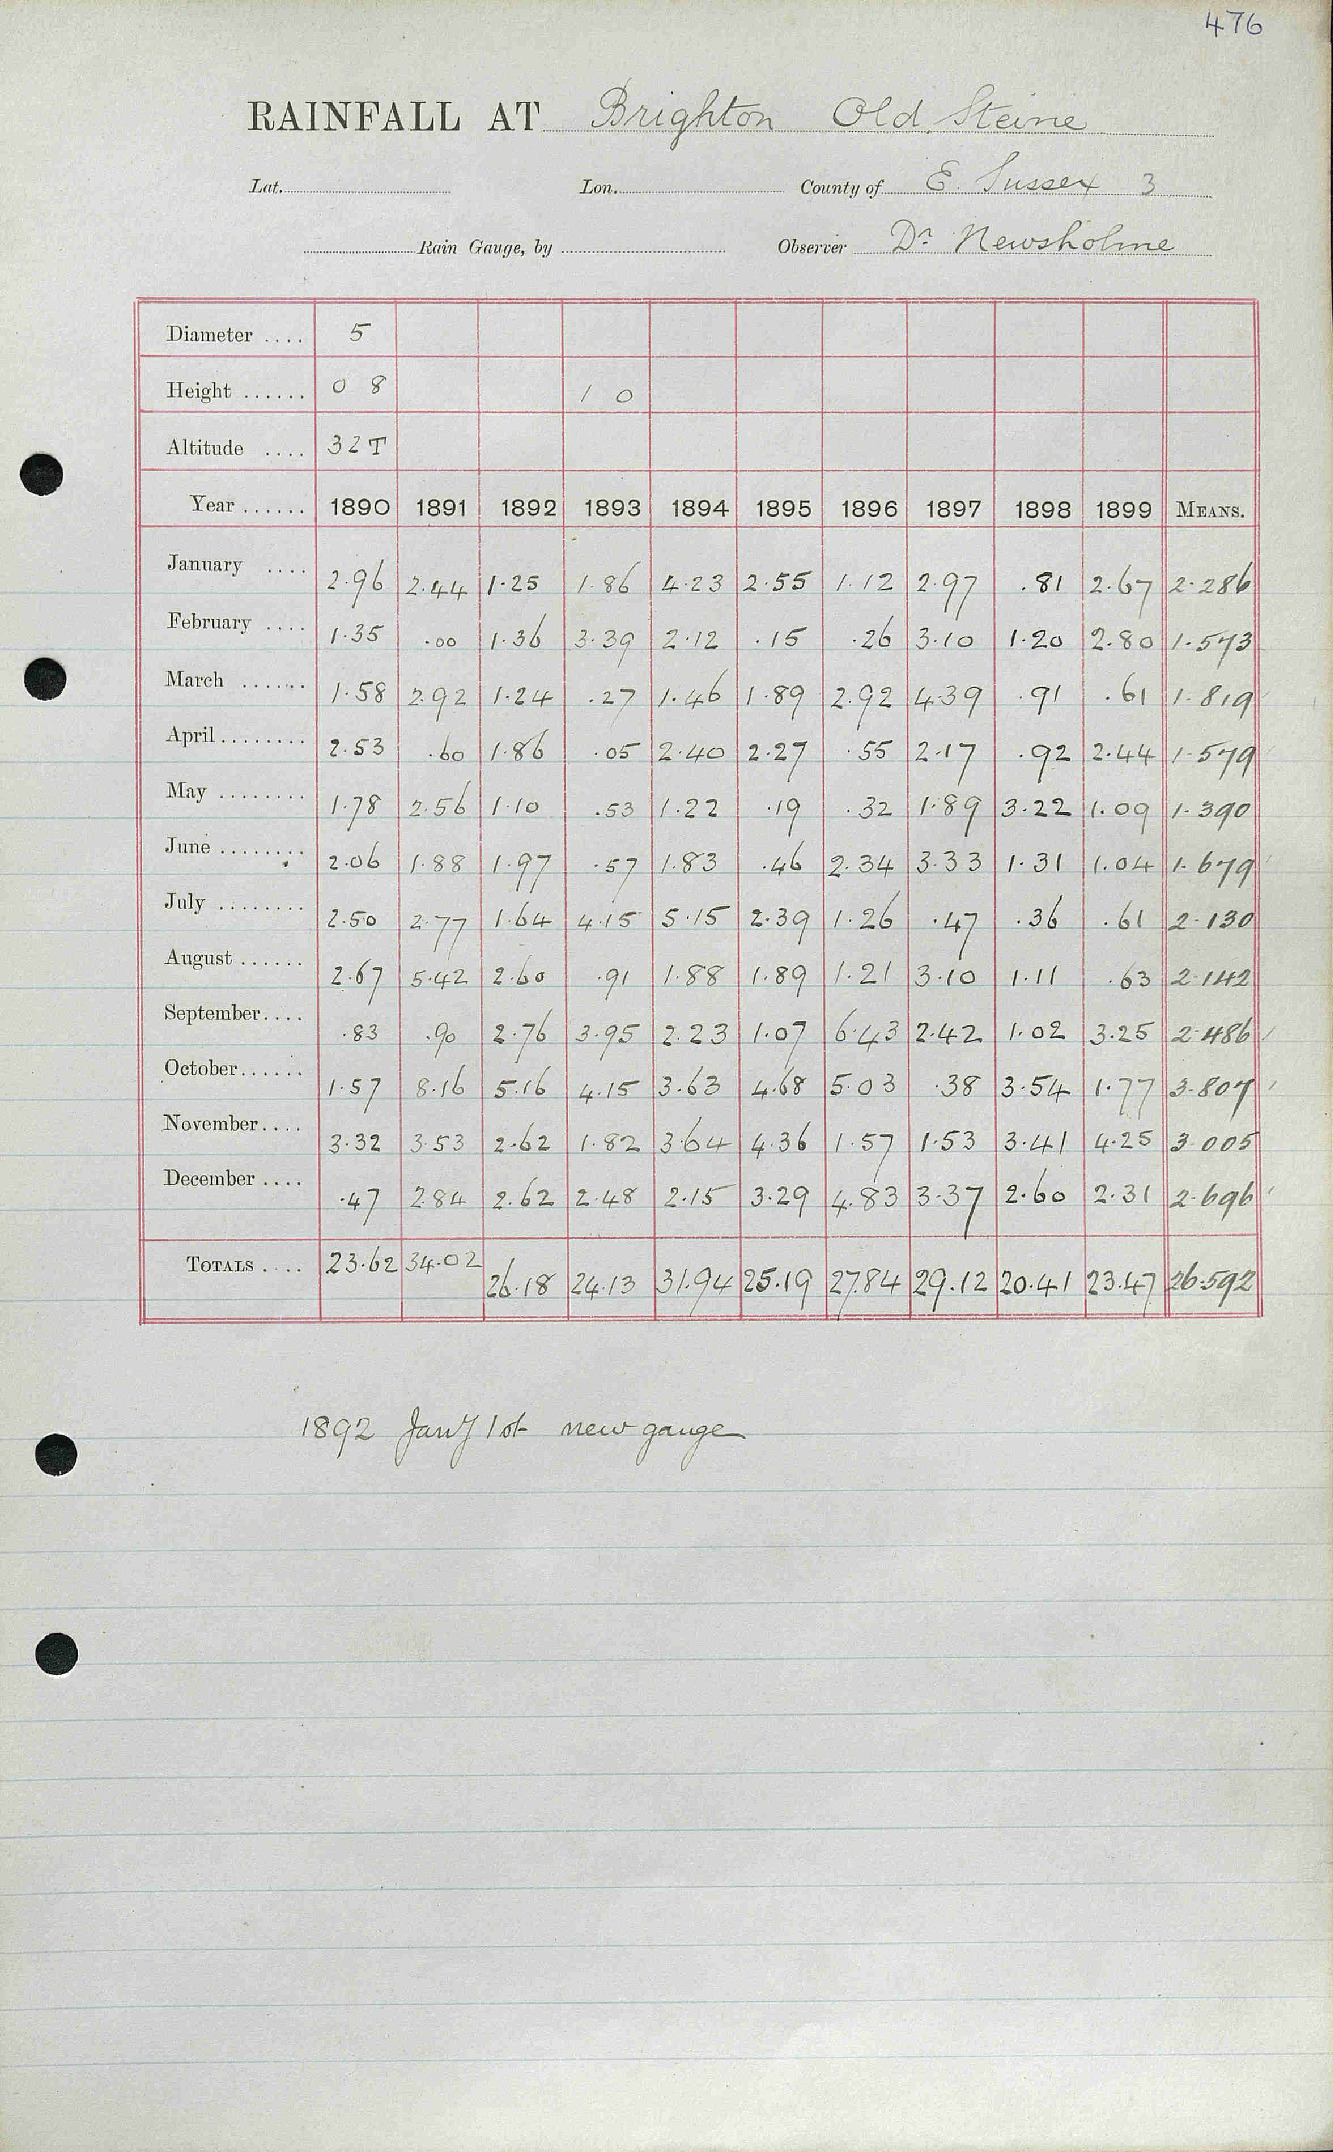 476
RAINFALL AT Brighton Old Steine
Lat. Lon. County of E. Sussex 3
Rain Gauge, by Observer Dr Newsholme
Diameter .... 5
Height ...... 0 8 1 0
Altitude .... 32 T
Year ...... 1890 1891 1892 1893 1894 1895 1896 1897 1898 1899 MEANS.
January .... 2.96 2.44 1.25 1.86 4.23 2.55 1.12 2.97 .81 2.67 2.286
February .... 1.35 .00 1.36 3.39 2.12 .15 .26 3.10 1.20 2.80 1.573
March ...... 1.58 2.92 1.24 .27 1.46 1.89 2.92 4.39 .91 .61 1.819
April ........ 2.53 .60 1.86 .05 2.40 2.27 .55 2.17 .92 2.44 1.579
May ........ 1.78 2.56 1.10 .53 1.22 .19 .32 1.89 3.22 1.09 1.390
June ........ 2.06 1.88 1.97 .57 1.83 .46 2.34 3.33 1.31 1.04 1.679
July ........ 2.50 2.77 1.64 4.15 5.15 2.39 1.26 .47 .36 .61 2.130
August ...... 2.67 5.42 2.60 .91 1.88 1.89 1.21 3.10 1.11 .63 2.142
September .... .83 .90 2.76 3.95 2.23 1.07 6.43 2.42 1.02 3.25 2.486
October ...... 1.57 8.16 5.16 4.15 3.63 4.68 5.03 .38 3.54 1.77 3.807
November .... 3.32 3.53 2.62 1.82 3.64 4.36 1.57 1.53 3.41 4.25 3.005
December .... .47 2.84 2.62 2.48 2.15 3.29 4.83 3.37 2.60 2.31 2.696
TOTALS .... 23.62 34.02 26.18 24.13 31.94 25.19 27.84 29.12 20.41 23.47 26.592
1892 Jany 1st new gauge